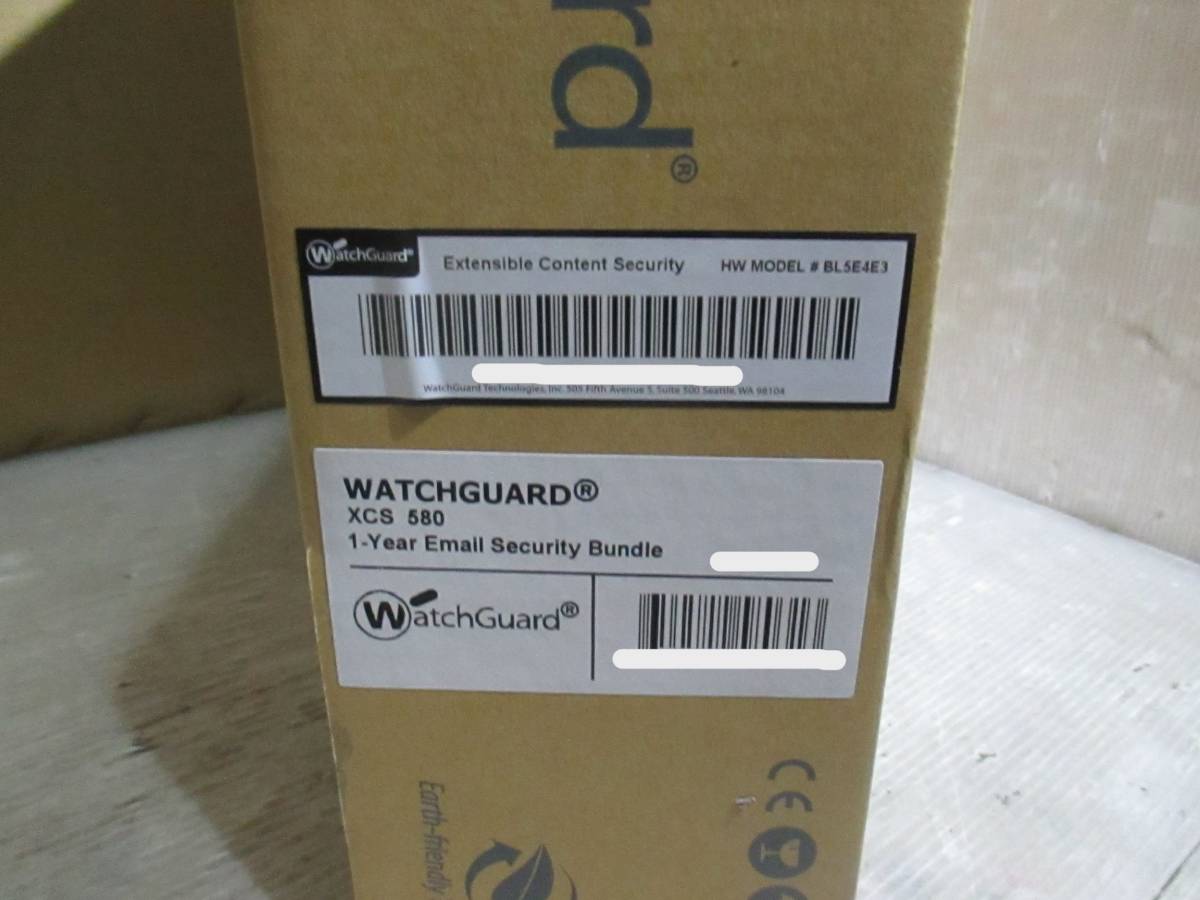 rd®
WatchGuard®
Extensible Content Security
HW MODEL # BL5E4E3
WatchGuard Technologies, Inc. 505 Fifth Avenue S. Suite 500 Seattle, WA 98104
WATCHGUARD®
XCS 580
1-Year Email Security Bundle
WatchGuard®
Earth-friendly
CE